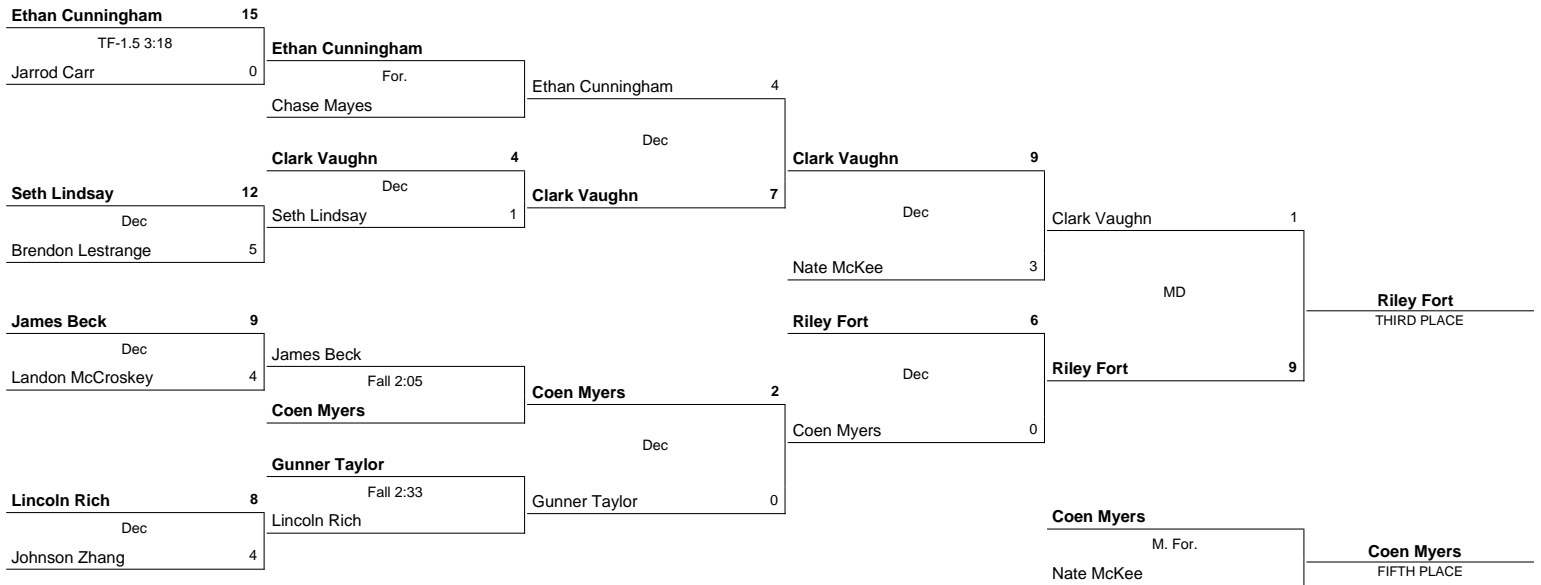 Ethan Cunningham 15
TF-1.5 3:18
Jarrod Carr 0
Seth Lindsay 12
Dec
Brendon Lestrange 5
James Beck 9
Dec
Landon McCroskey 4
Lincoln Rich 8
Dec
Johnson Zhang 4
Ethan Cunningham
For.
Chase Mayes
Clark Vaughn 4
Dec
Seth Lindsay 1
James Beck
Fall 2:05
Coen Myers
Gunner Taylor
Fall 2:33
Lincoln Rich
Ethan Cunningham 4
Dec
Clark Vaughn 7
Coen Myers 2
Dec
Gunner Taylor 0
Clark Vaughn 9
Dec
Nate McKee 3
Riley Fort 6
Dec
Coen Myers 0
Clark Vaughn 1
MD
Riley Fort 9
Riley Fort
THIRD PLACE
Coen Myers
M. For.
Nate McKee
Coen Myers
FIFTH PLACE